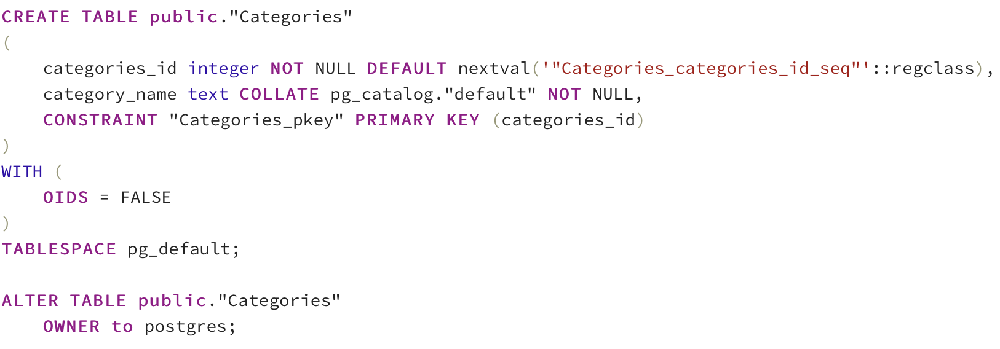 CREATE TABLE public."Categories"
(
    categories_id integer NOT NULL DEFAULT nextval('"Categories_categories_id_seq"'::regclass),
    category_name text COLLATE pg_catalog."default" NOT NULL,
    CONSTRAINT "Categories_pkey" PRIMARY KEY (categories_id)
)
WITH (
    OIDS = FALSE
)
TABLESPACE pg_default;

ALTER TABLE public."Categories"
    OWNER to postgres;